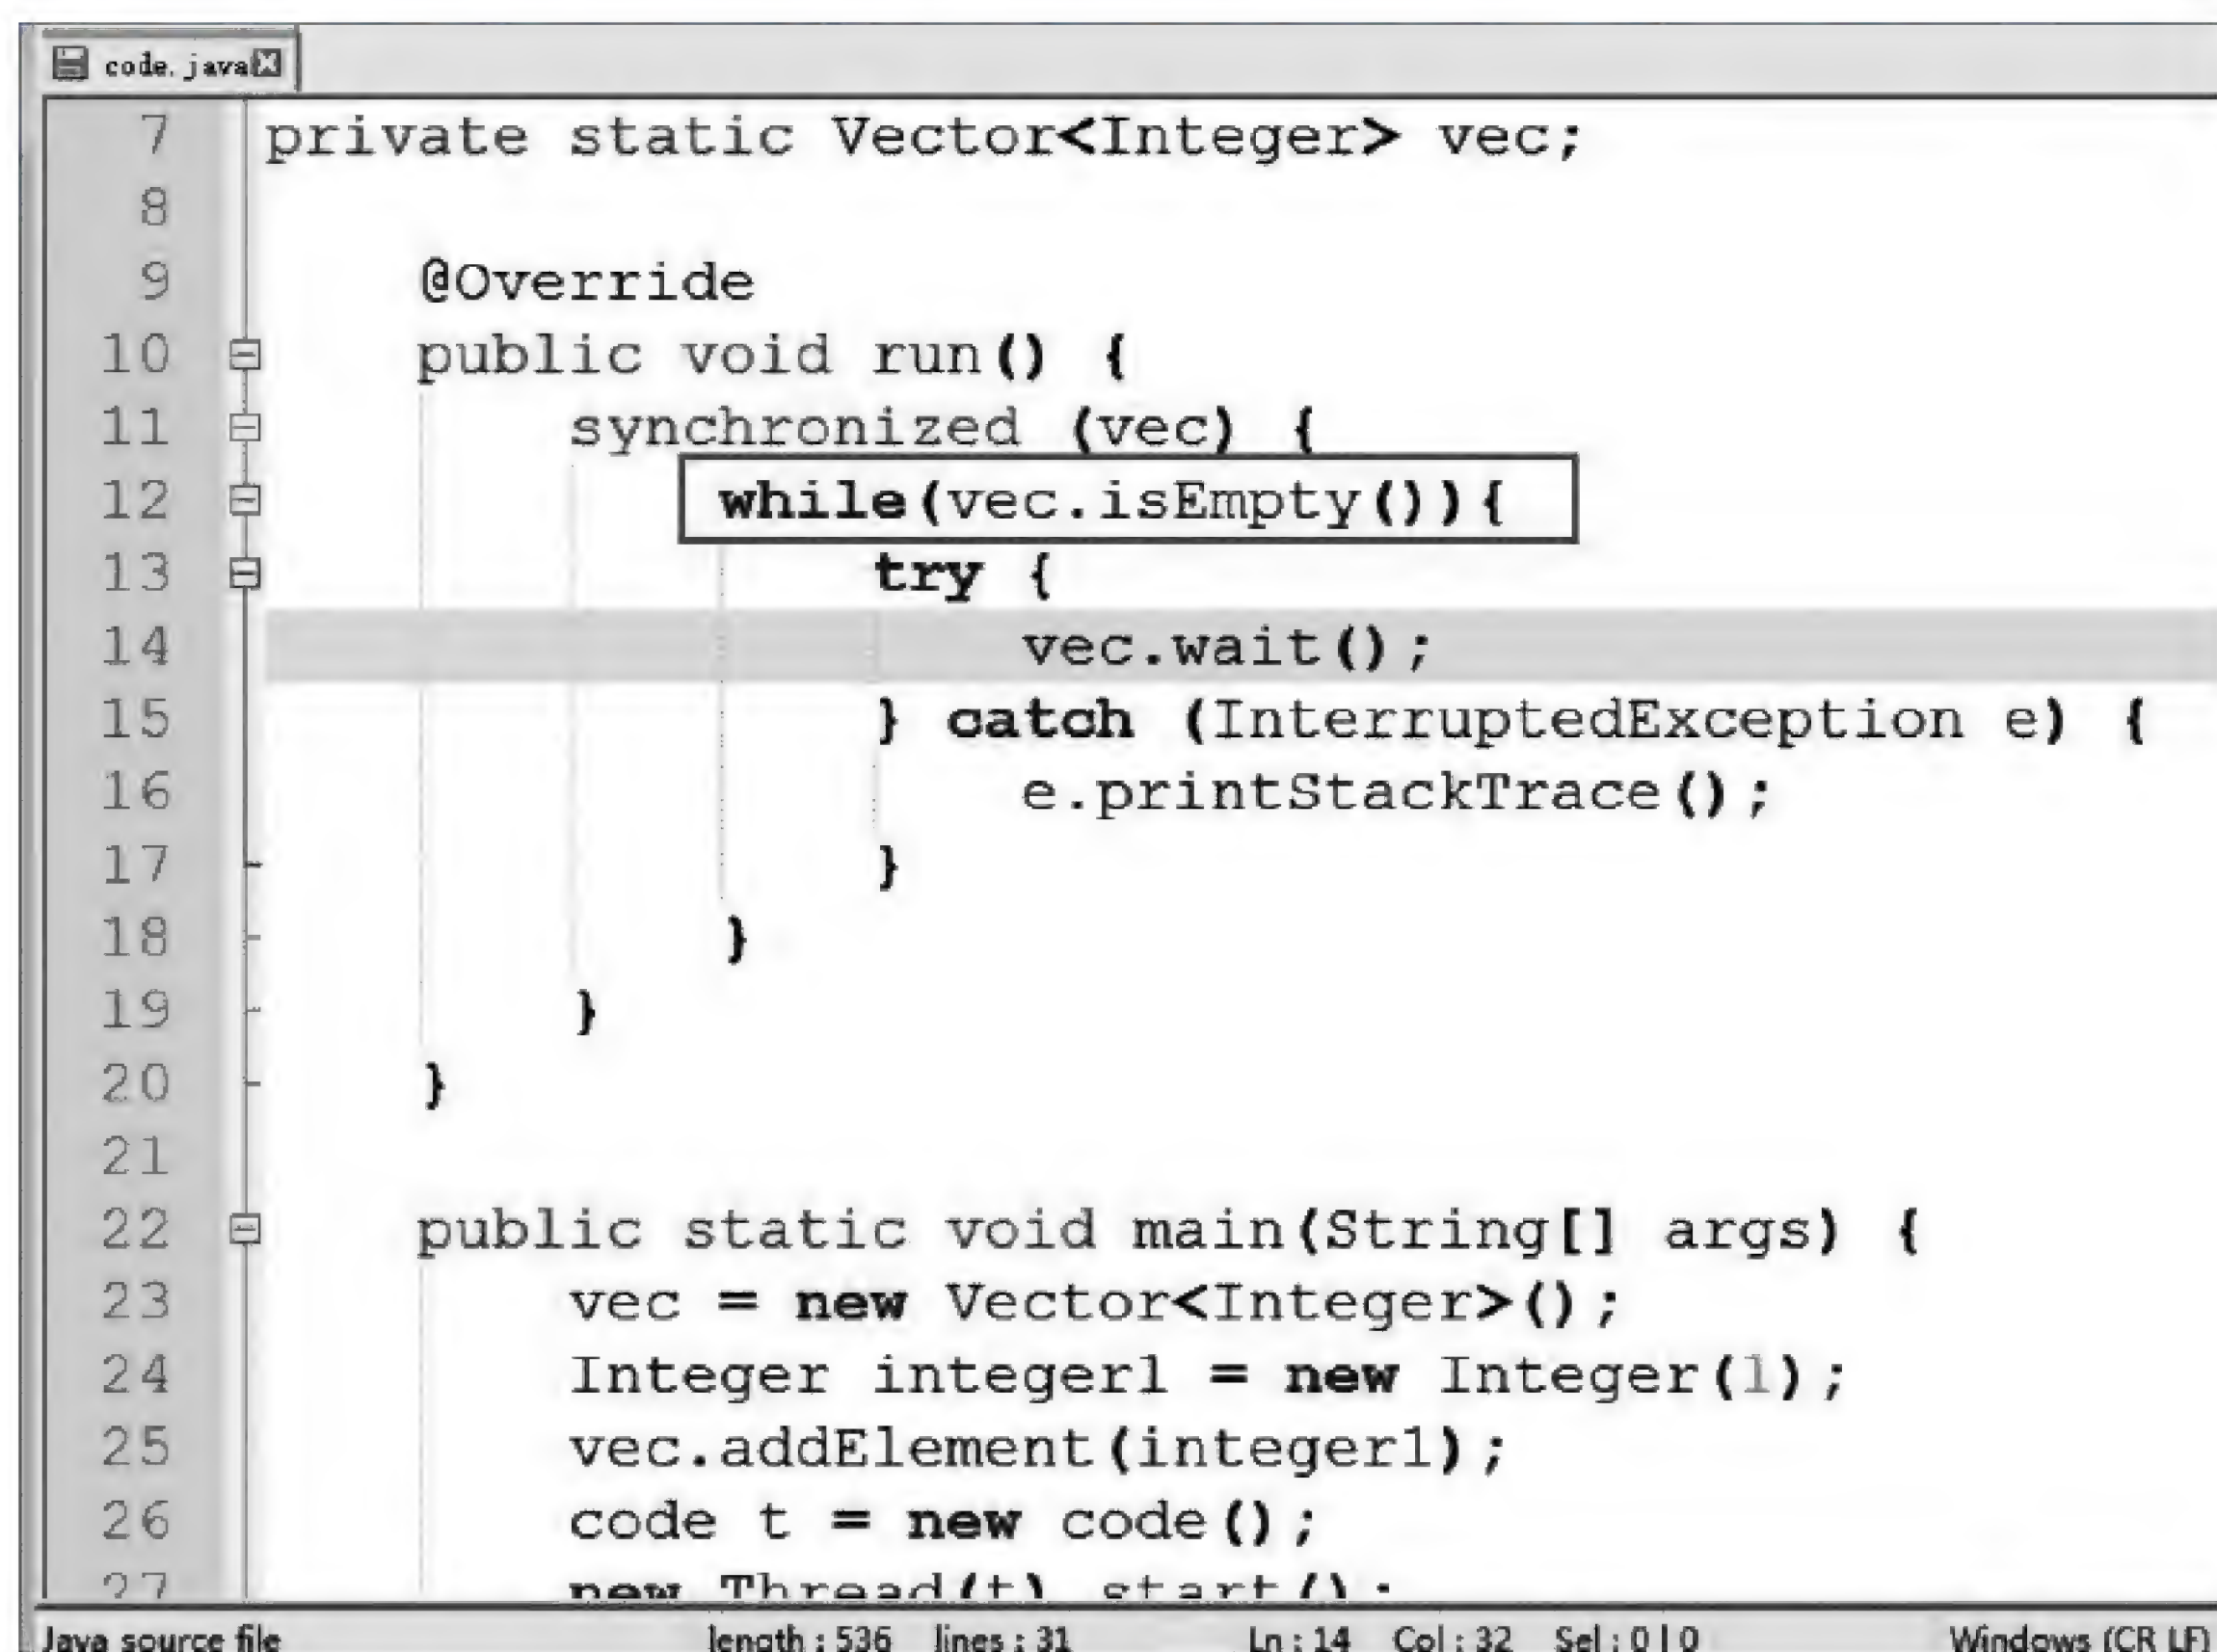 code.java
7 private static Vector<Integer> vec;
8
9 @Override
10 public void run() {
11 synchronized (vec) {
12 while(vec.isEmpty()){
13 try {
14 vec.wait();
15 } catch (InterruptedException e) {
16 e.printStackTrace();
17 }
18 }
19 }
20 }
21
22 public static void main(String[] args) {
23 vec = new Vector<Integer>();
24 Integer integer1 = new Integer(1);
25 vec.addElement(integer1);
26 code t = new code();
27 new Thread(t).start();
Java source file length : 536 lines : 31 Ln : 14 Col : 32 Sel : 0 | 0 Windows (CR LF)